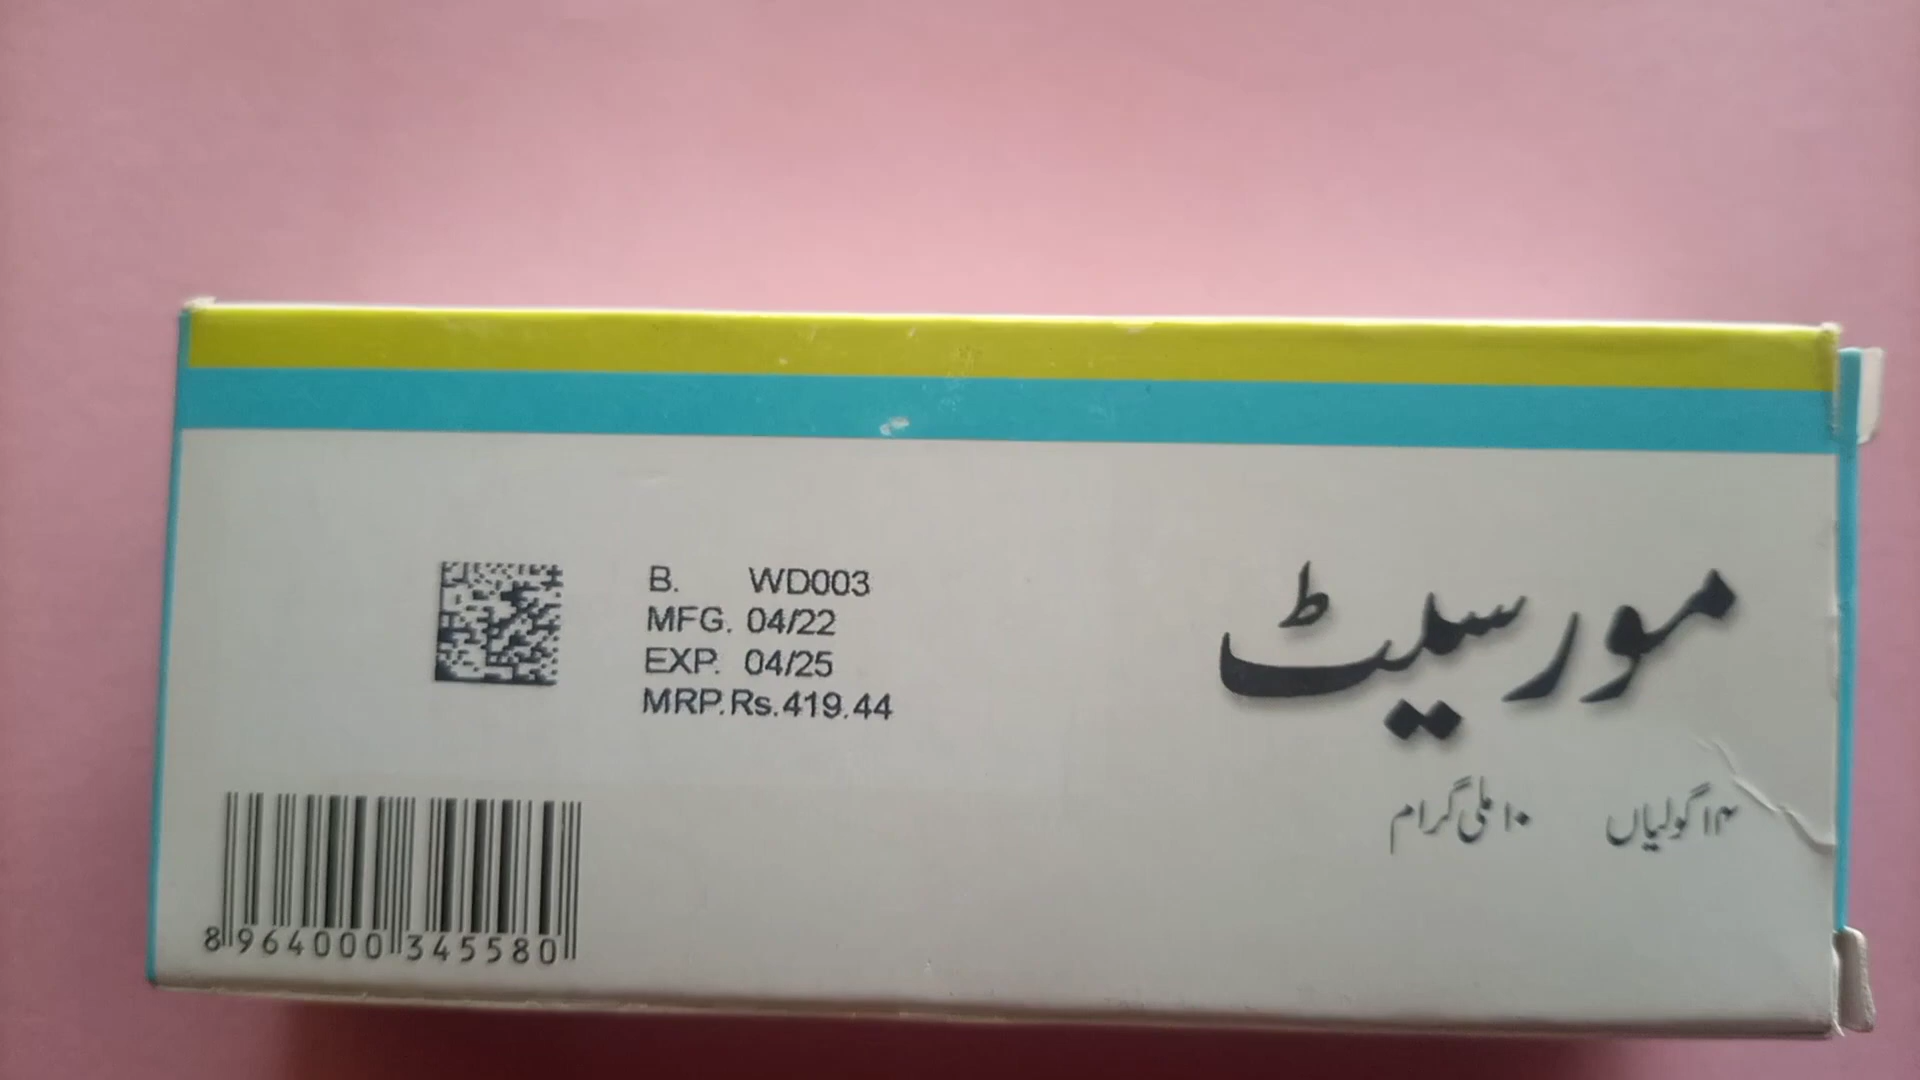 B. WD003
MFG. 04/22
EXP. 04/25
MRP.Rs.419.44
مورسلیٹ
۱۴ گولیاں ۱۰ ملی گرام
8 964000 345580